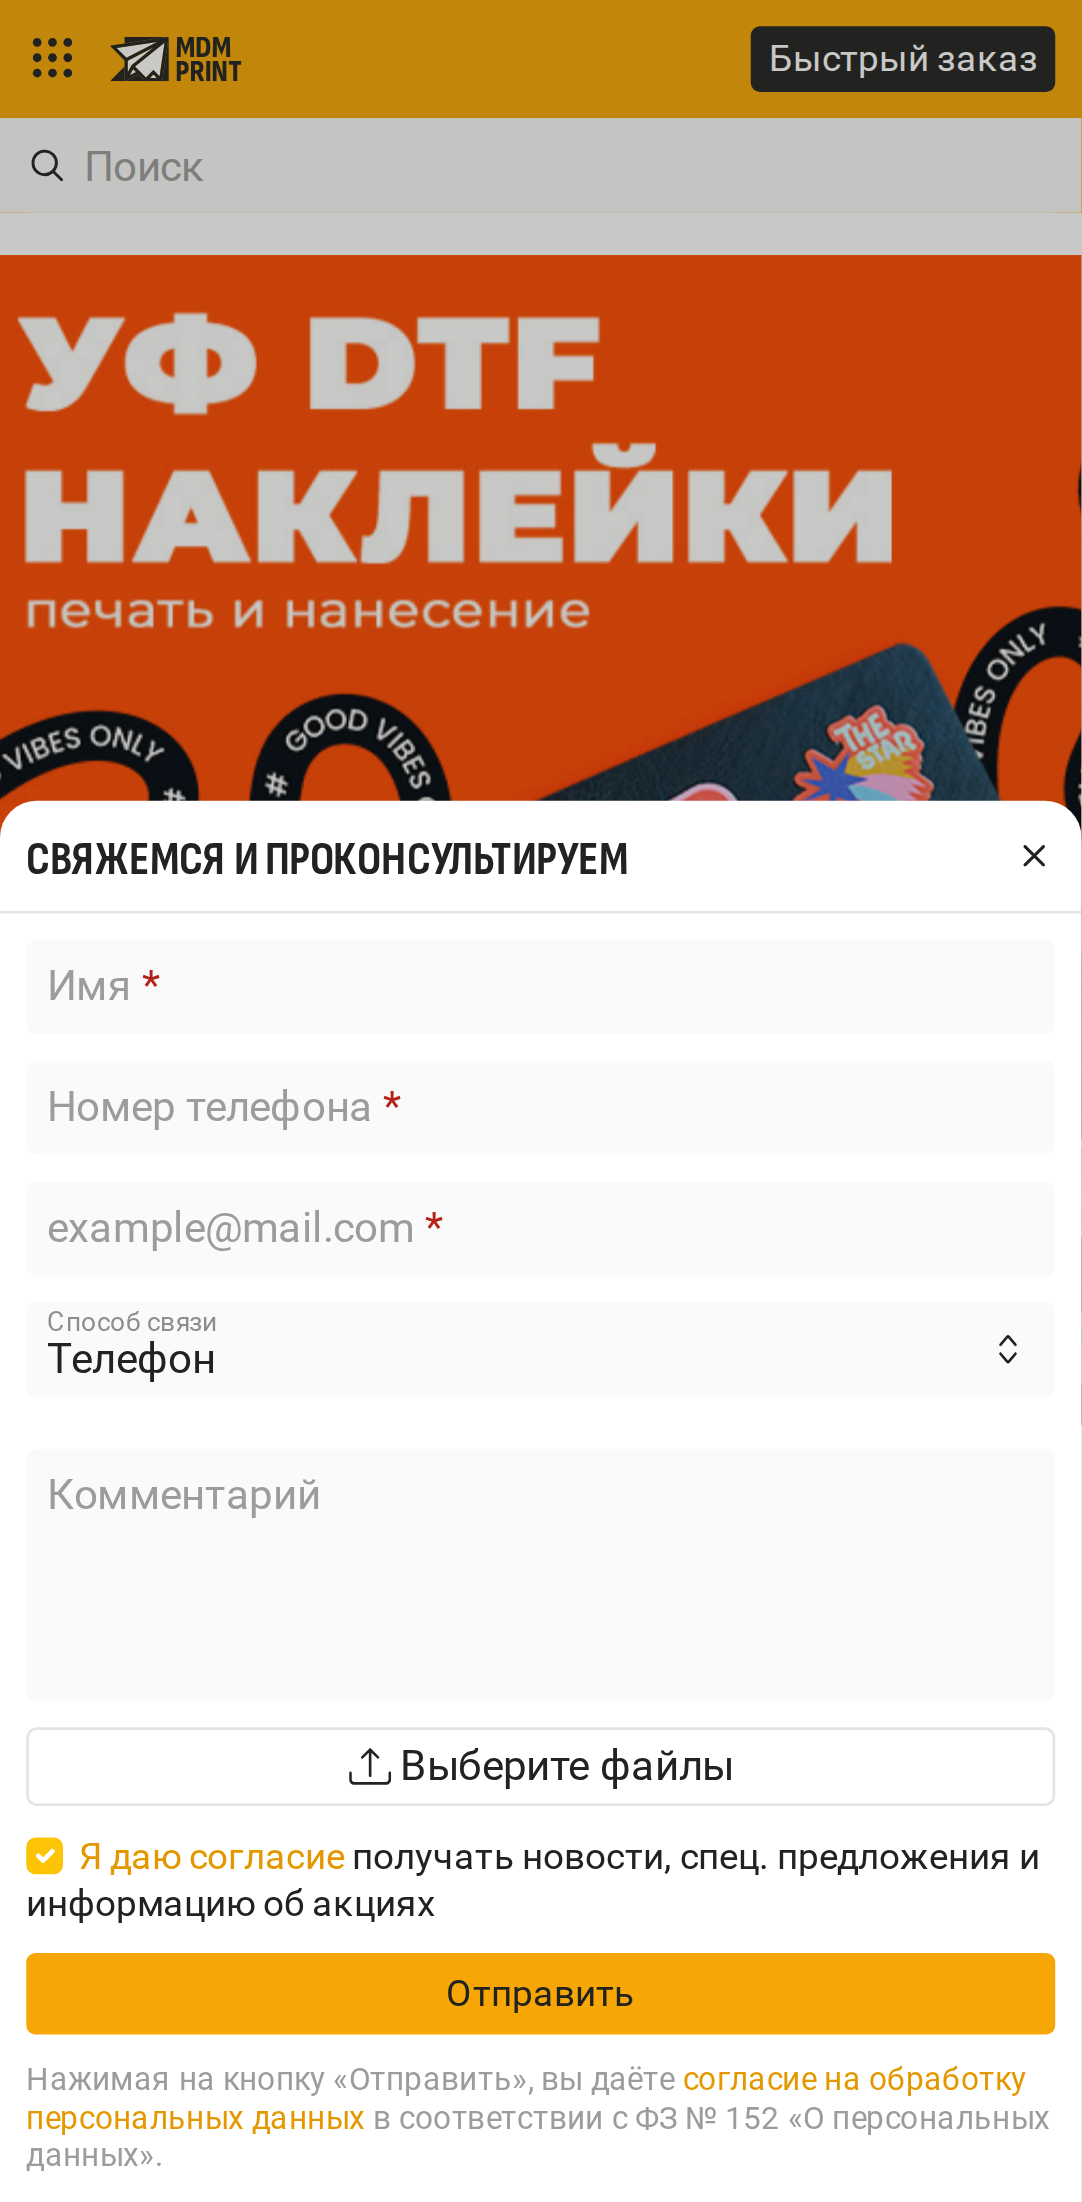 MDM
PRINT
Быстрый заказ
Поиск
УФ DTF
НАКЛЕЙКИ
печать и нанесение
VIBES ONLY
#
# GOOD VIBES
THE
STAR
VIBES ONLY
СВЯЖЕМСЯ И ПРОКОНСУЛЬТИРУЕМ
Имя *
Номер телефона *
example@mail.com *
Способ связи
Телефон
Комментарий
Выберите файлы
Я даю согласие получать новости, спец. предложения и
информацию об акциях
Отправить
Нажимая на кнопку «Отправить», вы даёте согласие на обработку
персональных данных в соответствии с ФЗ № 152 «О персональных
данных».